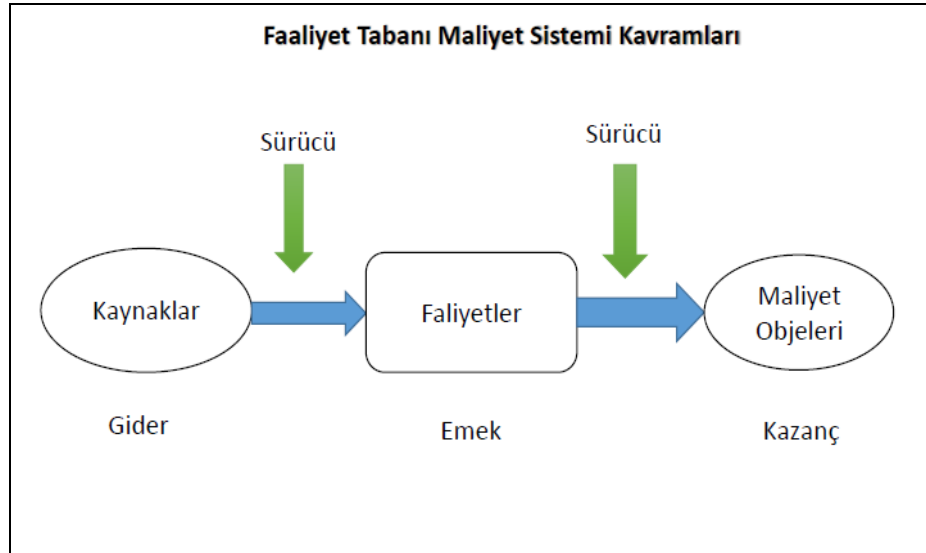 Faaliyet Tabanı Maliyet Sistemi Kavramları
Sürücü
Sürücü
Kaynaklar
Faliyetler
Maliyet
Objeleri
Gider
Emek
Kazanç